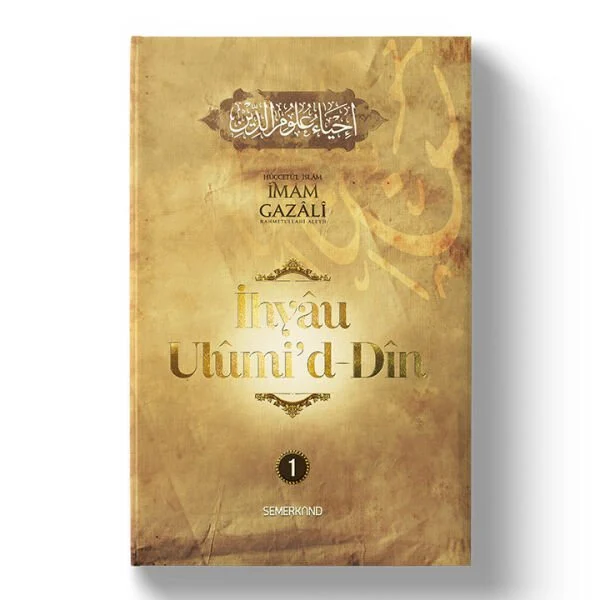 إحياء علوم الدين
HÜCCETÜ'L İSLÂM
İMAM
GAZÂLÎ
RAHMETULLAHİ ALEYH
İhyâu
Ulûmi'd-Dîn
1
SEMERKAND